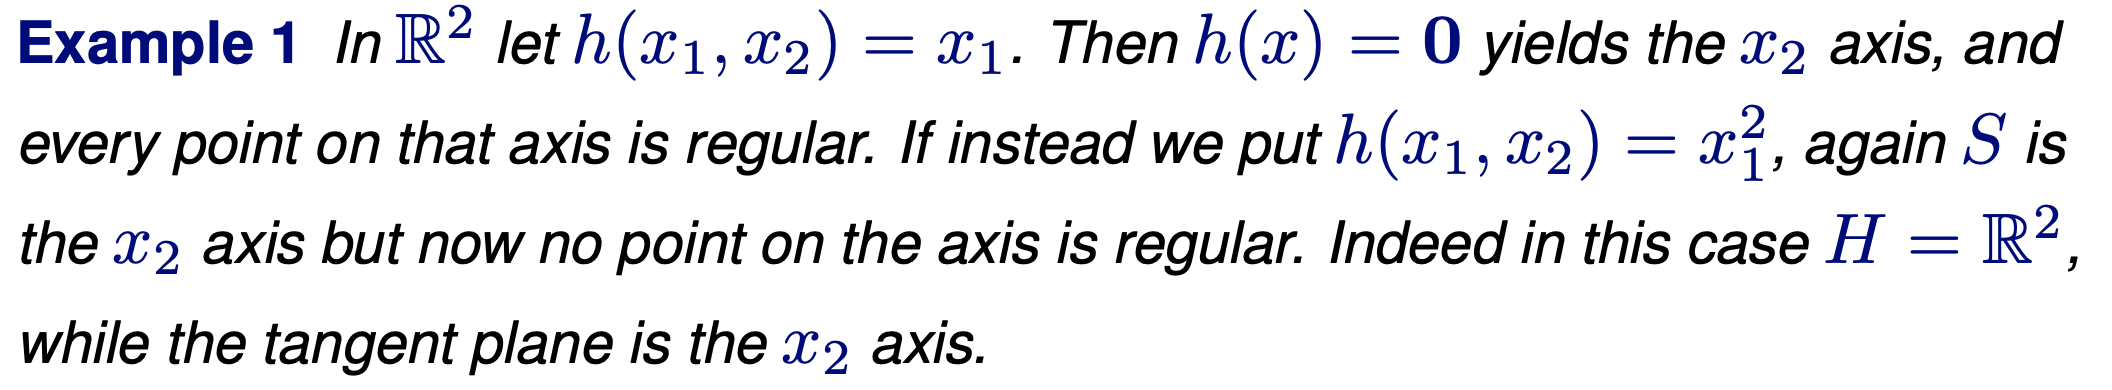 Example 1 In ℝ² let h(x₁, x₂) = x₁. Then h(x) = 𝟎 yields the x₂ axis, and
every point on that axis is regular. If instead we put h(x₁, x₂) = x₁², again S is
the x₂ axis but now no point on the axis is regular. Indeed in this case H = ℝ²,
while the tangent plane is the x₂ axis.